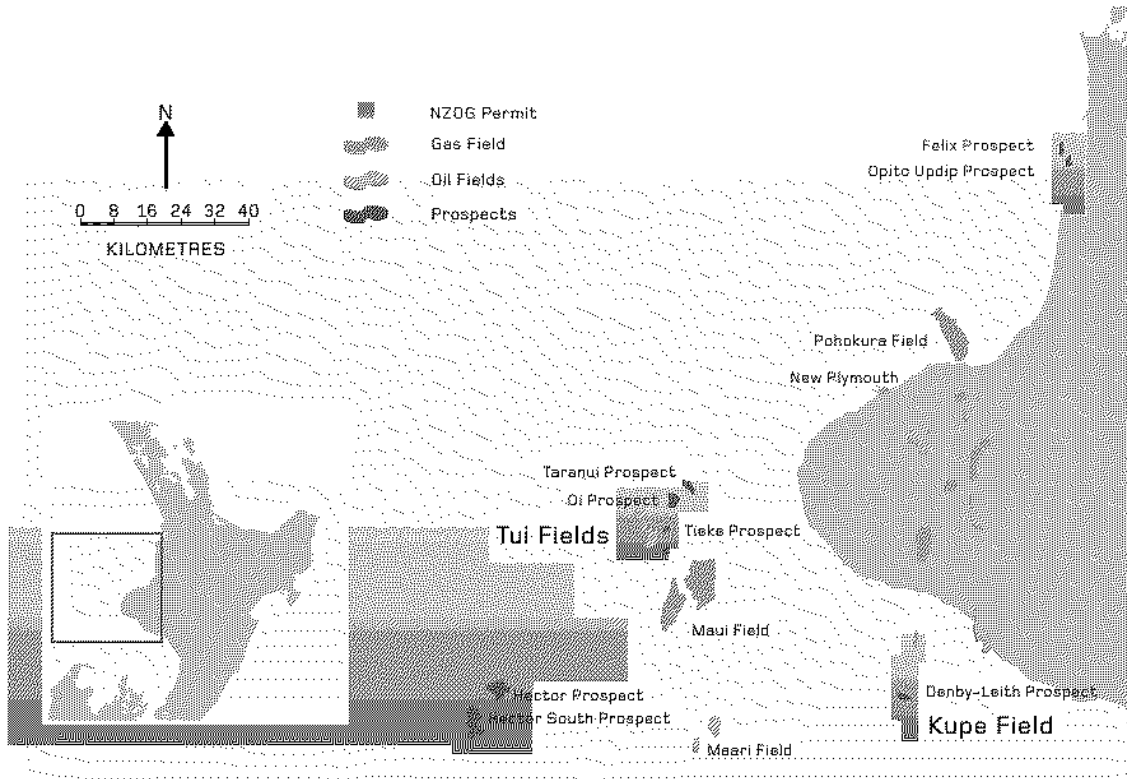 N
NZOG Permit
Gas Field
Oil Fields
Prospects
0 8 16 24 32 40
KILOMETRES
Felix Prospect
Opito Updip Prospect
Pohokura Field
New Plymouth
Taranui Prospect
Oi Prospect
Tui Fields
Tieke Prospect
Maui Field
Hector Prospect
Hector South Prospect
Maari Field
Denby-Leith Prospect
Kupe Field